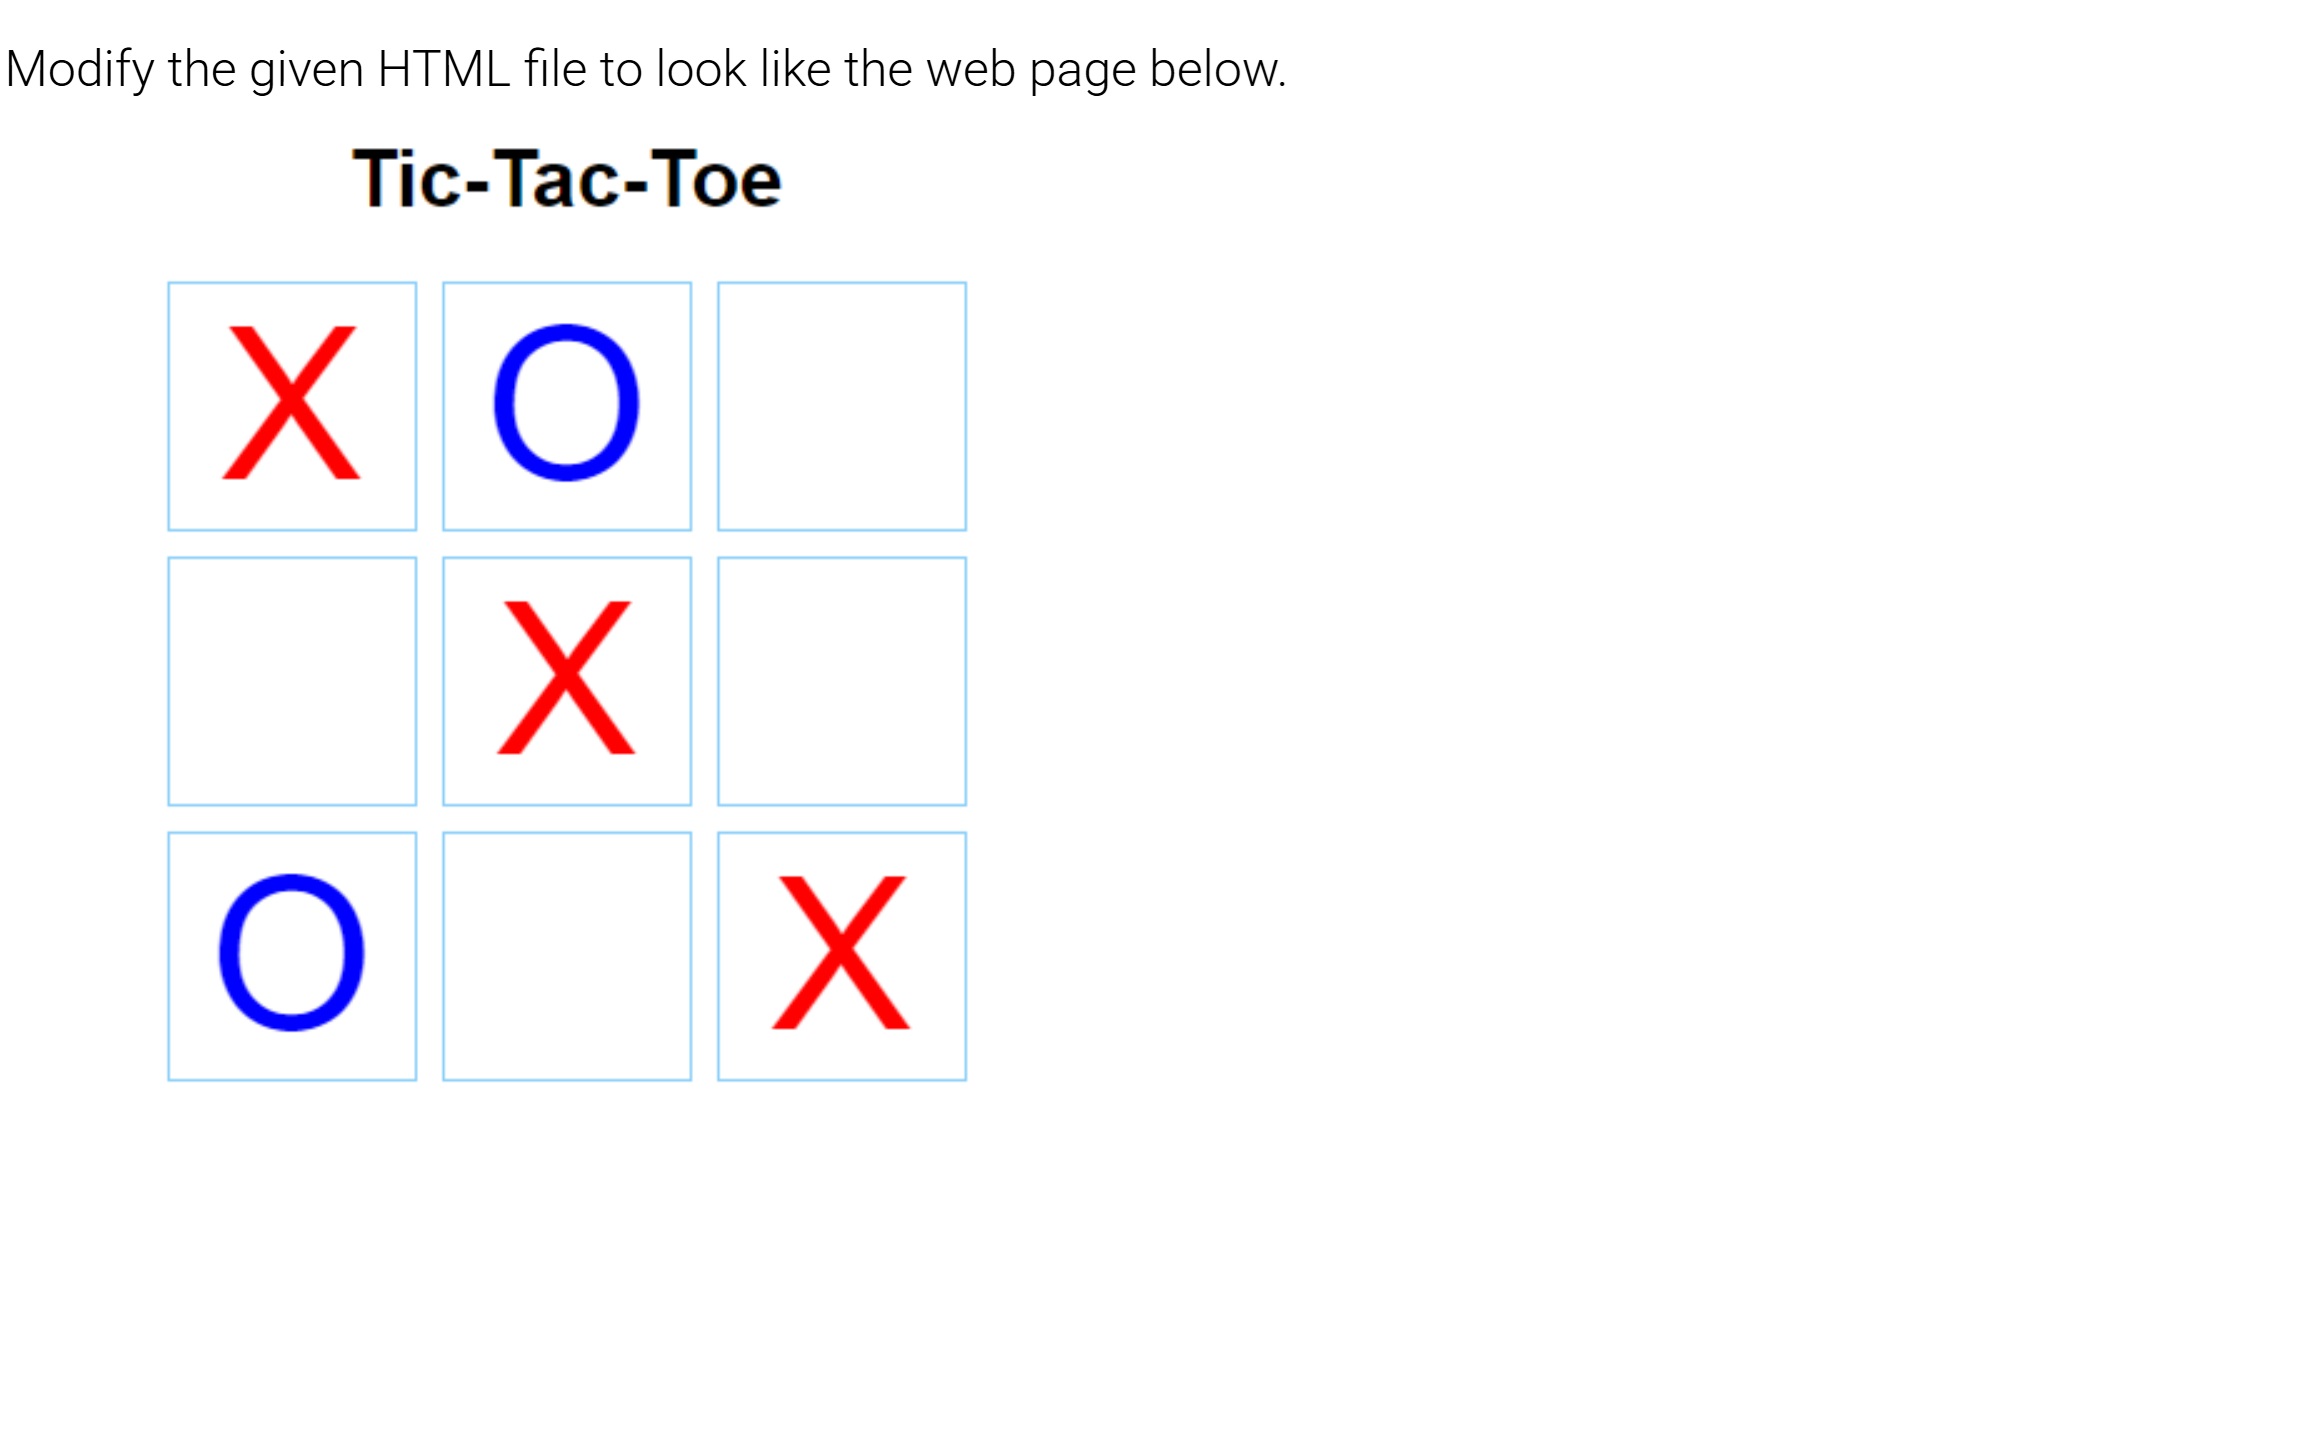 Modify the given HTML file to look like the web page below.
Tic-Tac-Toe
X O
X
O X